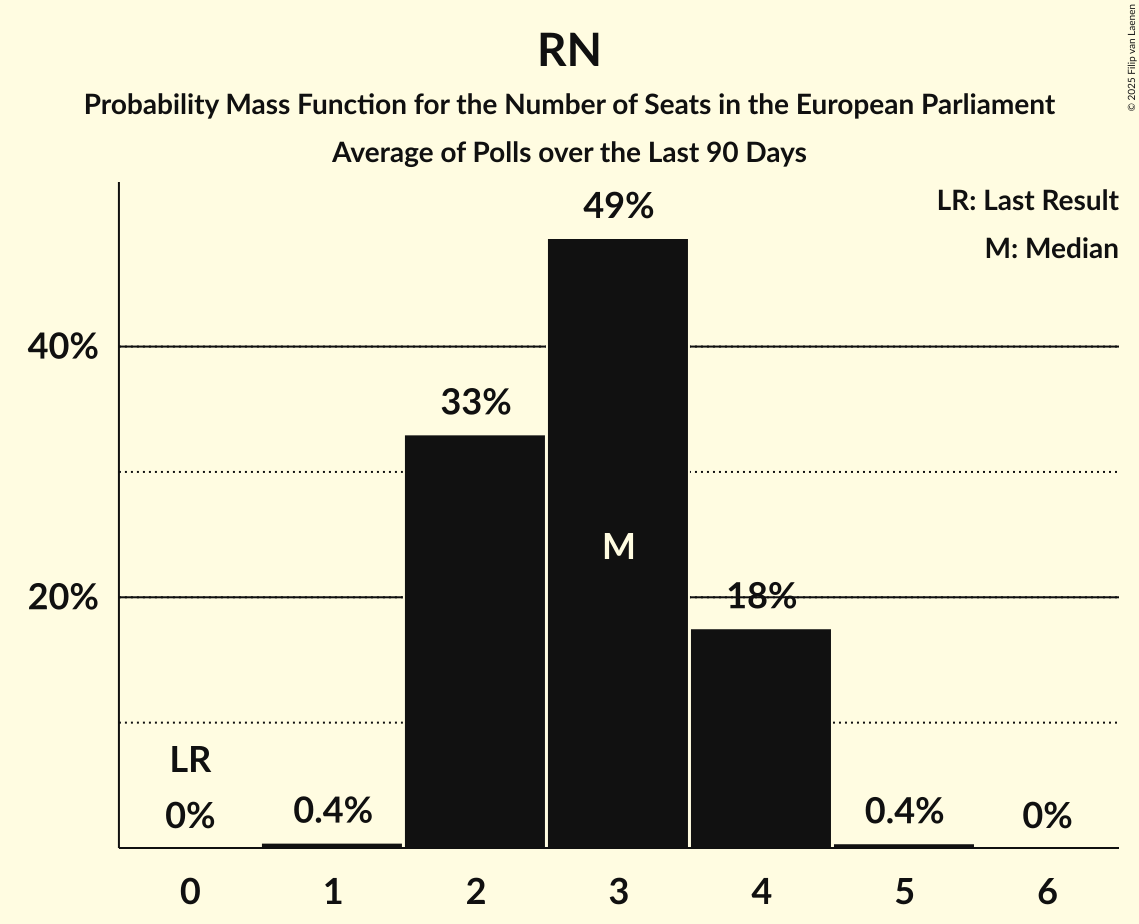 RN
Probability Mass Function for the Number of Seats in the European Parliament
Average of Polls over the Last 90 Days
© 2025 Filip van Laenen
LR: Last Result
M: Median
49%
40%
33%
M
20%
18%
LR
0%
0.4%
0.4%
0%
0 1 2 3 4 5 6